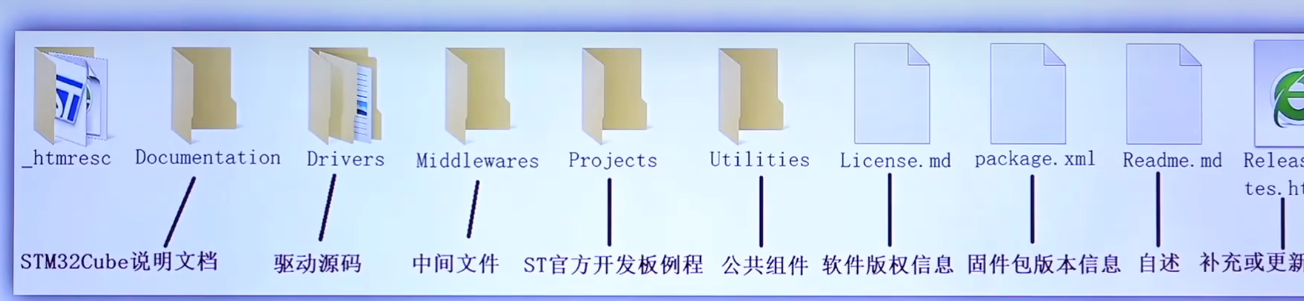 _htmresc Documentation Drivers Middlewares Projects Utilities License.md package.xml Readme.md Releas
tes.ht
STM32Cube说明文档 驱动源码 中间文件 ST官方开发板例程 公共组件 软件版权信息 固件包版本信息 自述 补充或更新